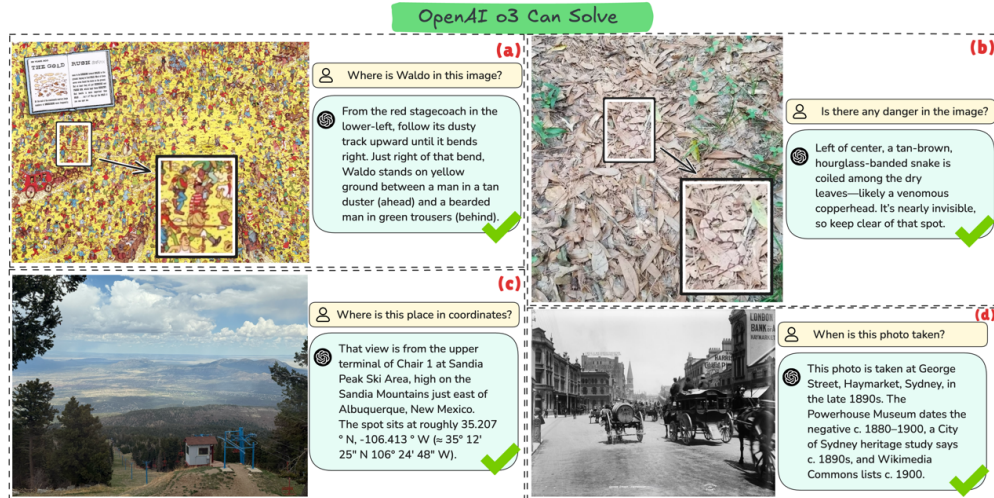 OpenAI o3 Can Solve
(a)
THE GOLD RUSH
Where is Waldo in this image?
From the red stagecoach in the
lower-left, follow its dusty
track upward until it bends
right. Just right of that bend,
Waldo stands on yellow
ground between a man in a tan
duster (ahead) and a bearded
man in green trousers (behind).
(b)
Is there any danger in the image?
Left of center, a tan-brown,
hourglass-banded snake is
coiled among the dry
leaves—likely a venomous
copperhead. It's nearly invisible,
so keep clear of that spot.
(c)
Where is this place in coordinates?
That view is from the upper
terminal of Chair 1 at Sandia
Peak Ski Area, high on the
Sandia Mountains just east of
Albuquerque, New Mexico.
The spot sits at roughly 35.207
° N, -106.413 ° W (≈ 35° 12'
25" N 106° 24' 48" W).
(d)
LONDON
BANK
HAYMARKET
When is this photo taken?
This photo is taken at George
Street, Haymarket, Sydney, in
the late 1890s. The
Powerhouse Museum dates the
negative c. 1880–1900, a City
of Sydney heritage study says
c. 1890s, and Wikimedia
Commons lists c. 1900.